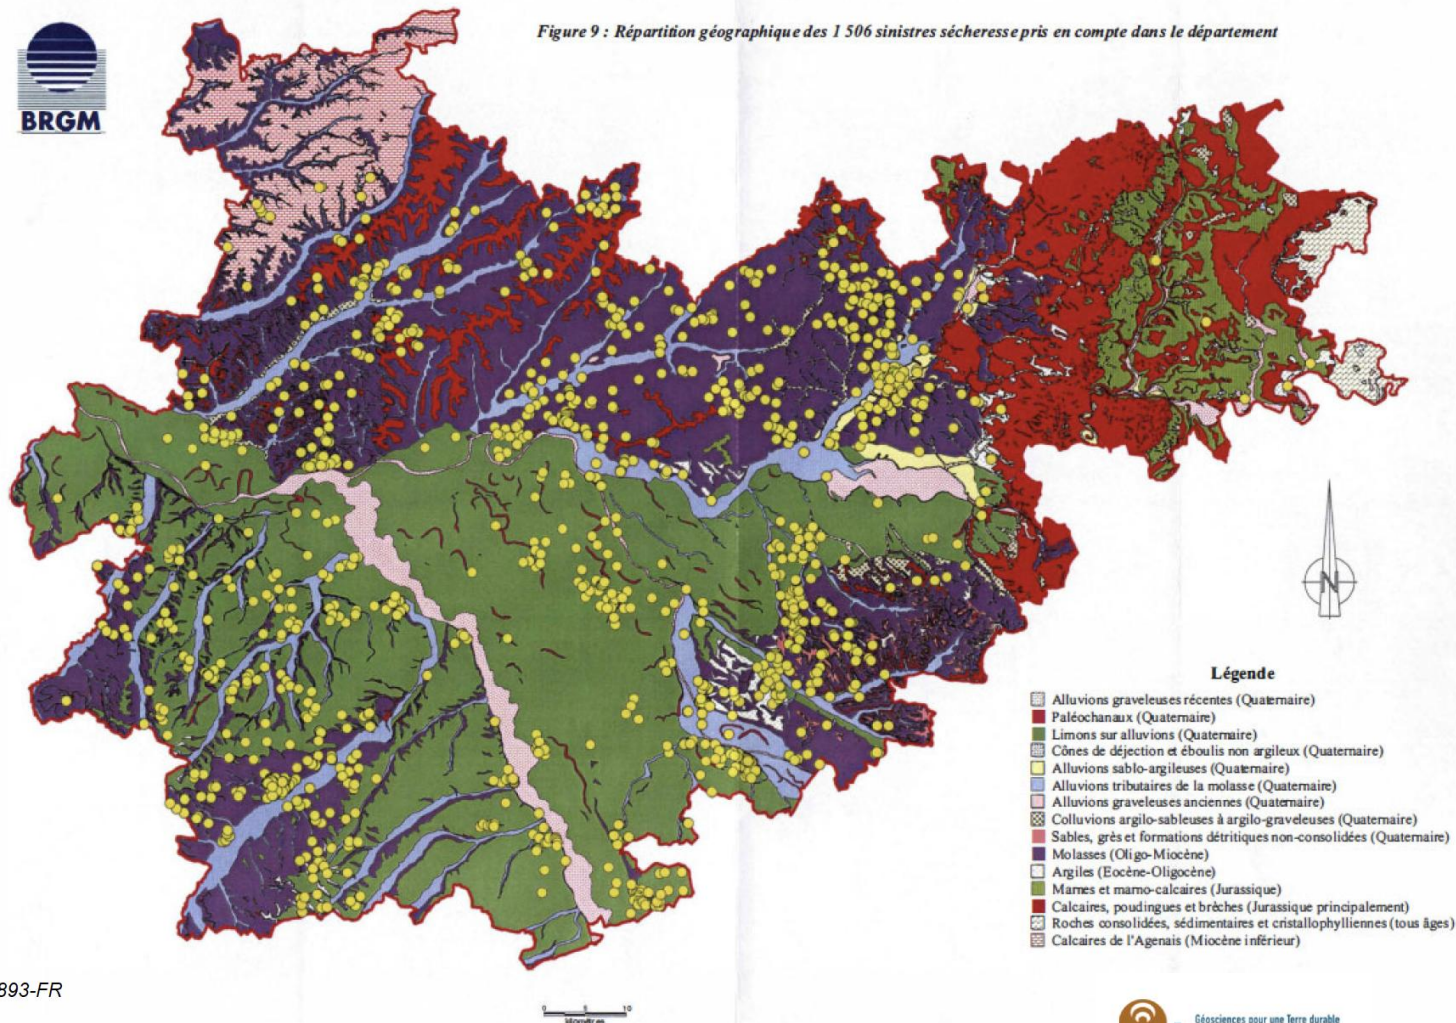 Figure 9 : Répartition géographique des 1 506 sinistres sécheresse pris en compte dans le département
BRGM
N
Légende
Alluvions graveleuses récentes (Quaternaire)
Paléochanaux (Quaternaire)
Limons sur alluvions (Quaternaire)
Cônes de déjection et éboulis non argileux (Quaternaire)
Alluvions sablo-argileuses (Quaternaire)
Alluvions tributaires de la molasse (Quaternaire)
Alluvions graveleuses anciennes (Quaternaire)
Colluvions argilo-sableuses à argilo-graveleuses (Quaternaire)
Sables, grès et formations détritiques non-consolidées (Quaternaire)
Molasses (Oligo-Miocène)
Argiles (Eocène-Oligocène)
Marnes et marno-calcaires (Jurassique)
Calcaires, poudingues et brèches (Jurassique principalement)
Roches consolidées, sédimentaires et cristallophylliennes (tous âges)
Calcaires de l'Agenais (Miocène inférieur)
893-FR
0 5 10
kilomètres
Géosciences pour une Terre durable